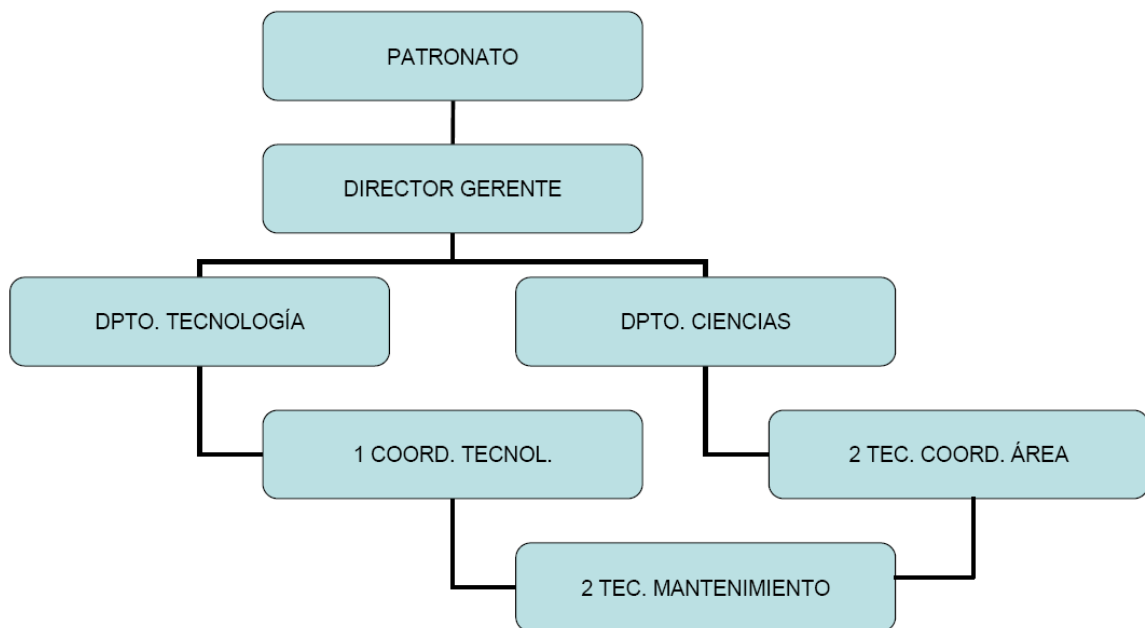 PATRONATO
DIRECTOR GERENTE
DPTO. TECNOLOGÍA
DPTO. CIENCIAS
1 COORD. TECNOL.
2 TEC. COORD. ÁREA
2 TEC. MANTENIMIENTO